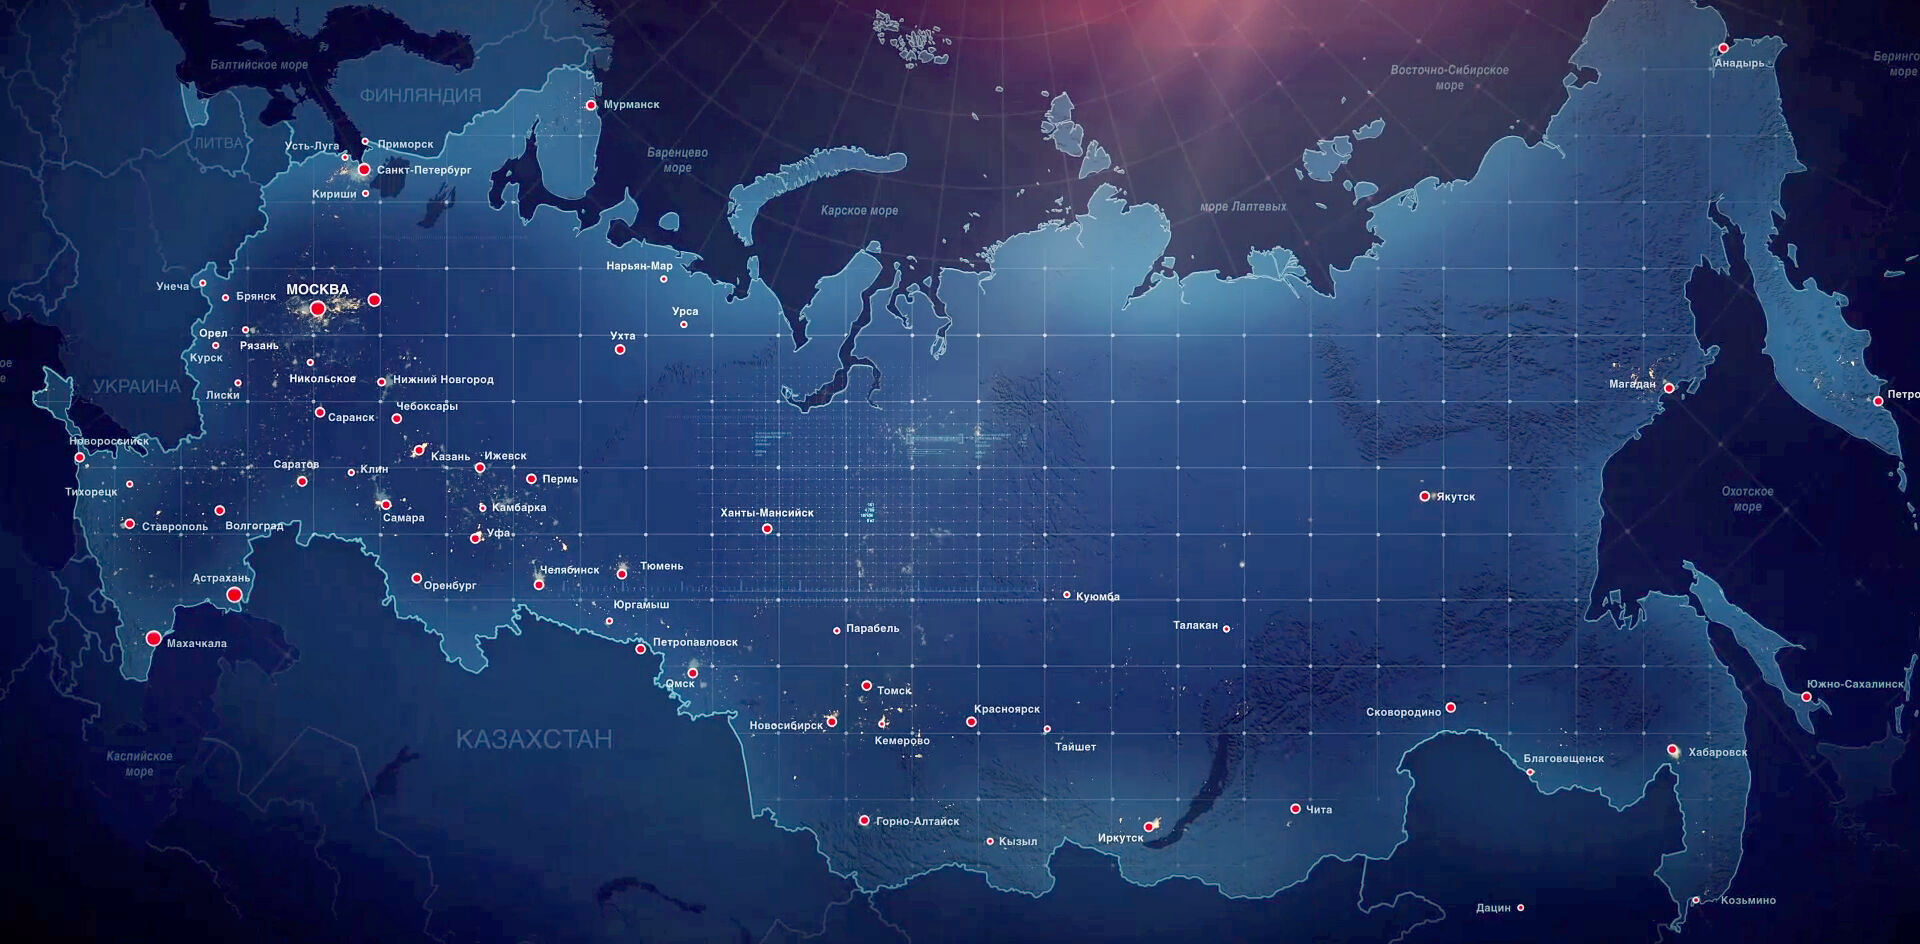 Балтийское море
ФИНЛЯНДИЯ
ЛИТВА
Мурманск
Усть-Луга
Приморск
Санкт-Петербург
Кириши
Баренцево
море
Карское море
море Лаптевых
Восточно-Сибирское
море
Анадырь
Беринго
море
Нарьян-Мар
Унеча
Брянск
МОСКВА
Урса
Ухта
Орел
Рязань
Курск
Никольское
Нижний Новгород
УКРАИНА
Лиски
Чебоксары
Саранск
Магадан
Петро
Новороссийск
Казань
Ижевск
Саратов
Клин
Пермь
Тихорецк
Камбарка
Ханты-Мансийск
Якутск
Охотское
море
Ставрополь
Волгоград
Самара
Уфа
Астрахань
Оренбург
Челябинск
Тюмень
Юргамыш
Куюмба
Парабель
Талакан
Махачкала
Петропавловск
Омск
Томск
Южно-Сахалинск
Новосибирск
Кемерово
Красноярск
Тайшет
Сковородино
КАЗАХСТАН
Каспийское
море
Благовещенск
Хабаровск
Горно-Алтайск
Кызыл
Иркутск
Чита
Дацин
Козьмино